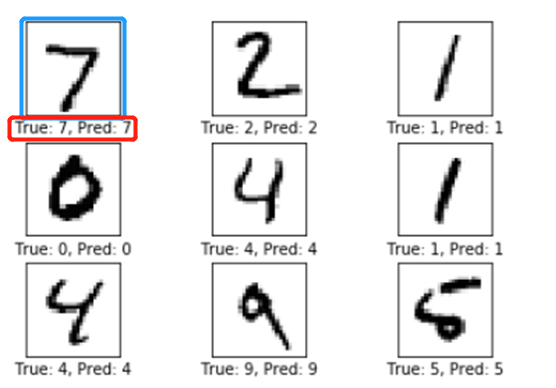 7 2 1
True: 7, Pred: 7 True: 2, Pred: 2 True: 1, Pred: 1
0 4 1
True: 0, Pred: 0 True: 4, Pred: 4 True: 1, Pred: 1
4 9 5
True: 4, Pred: 4 True: 9, Pred: 9 True: 5, Pred: 5